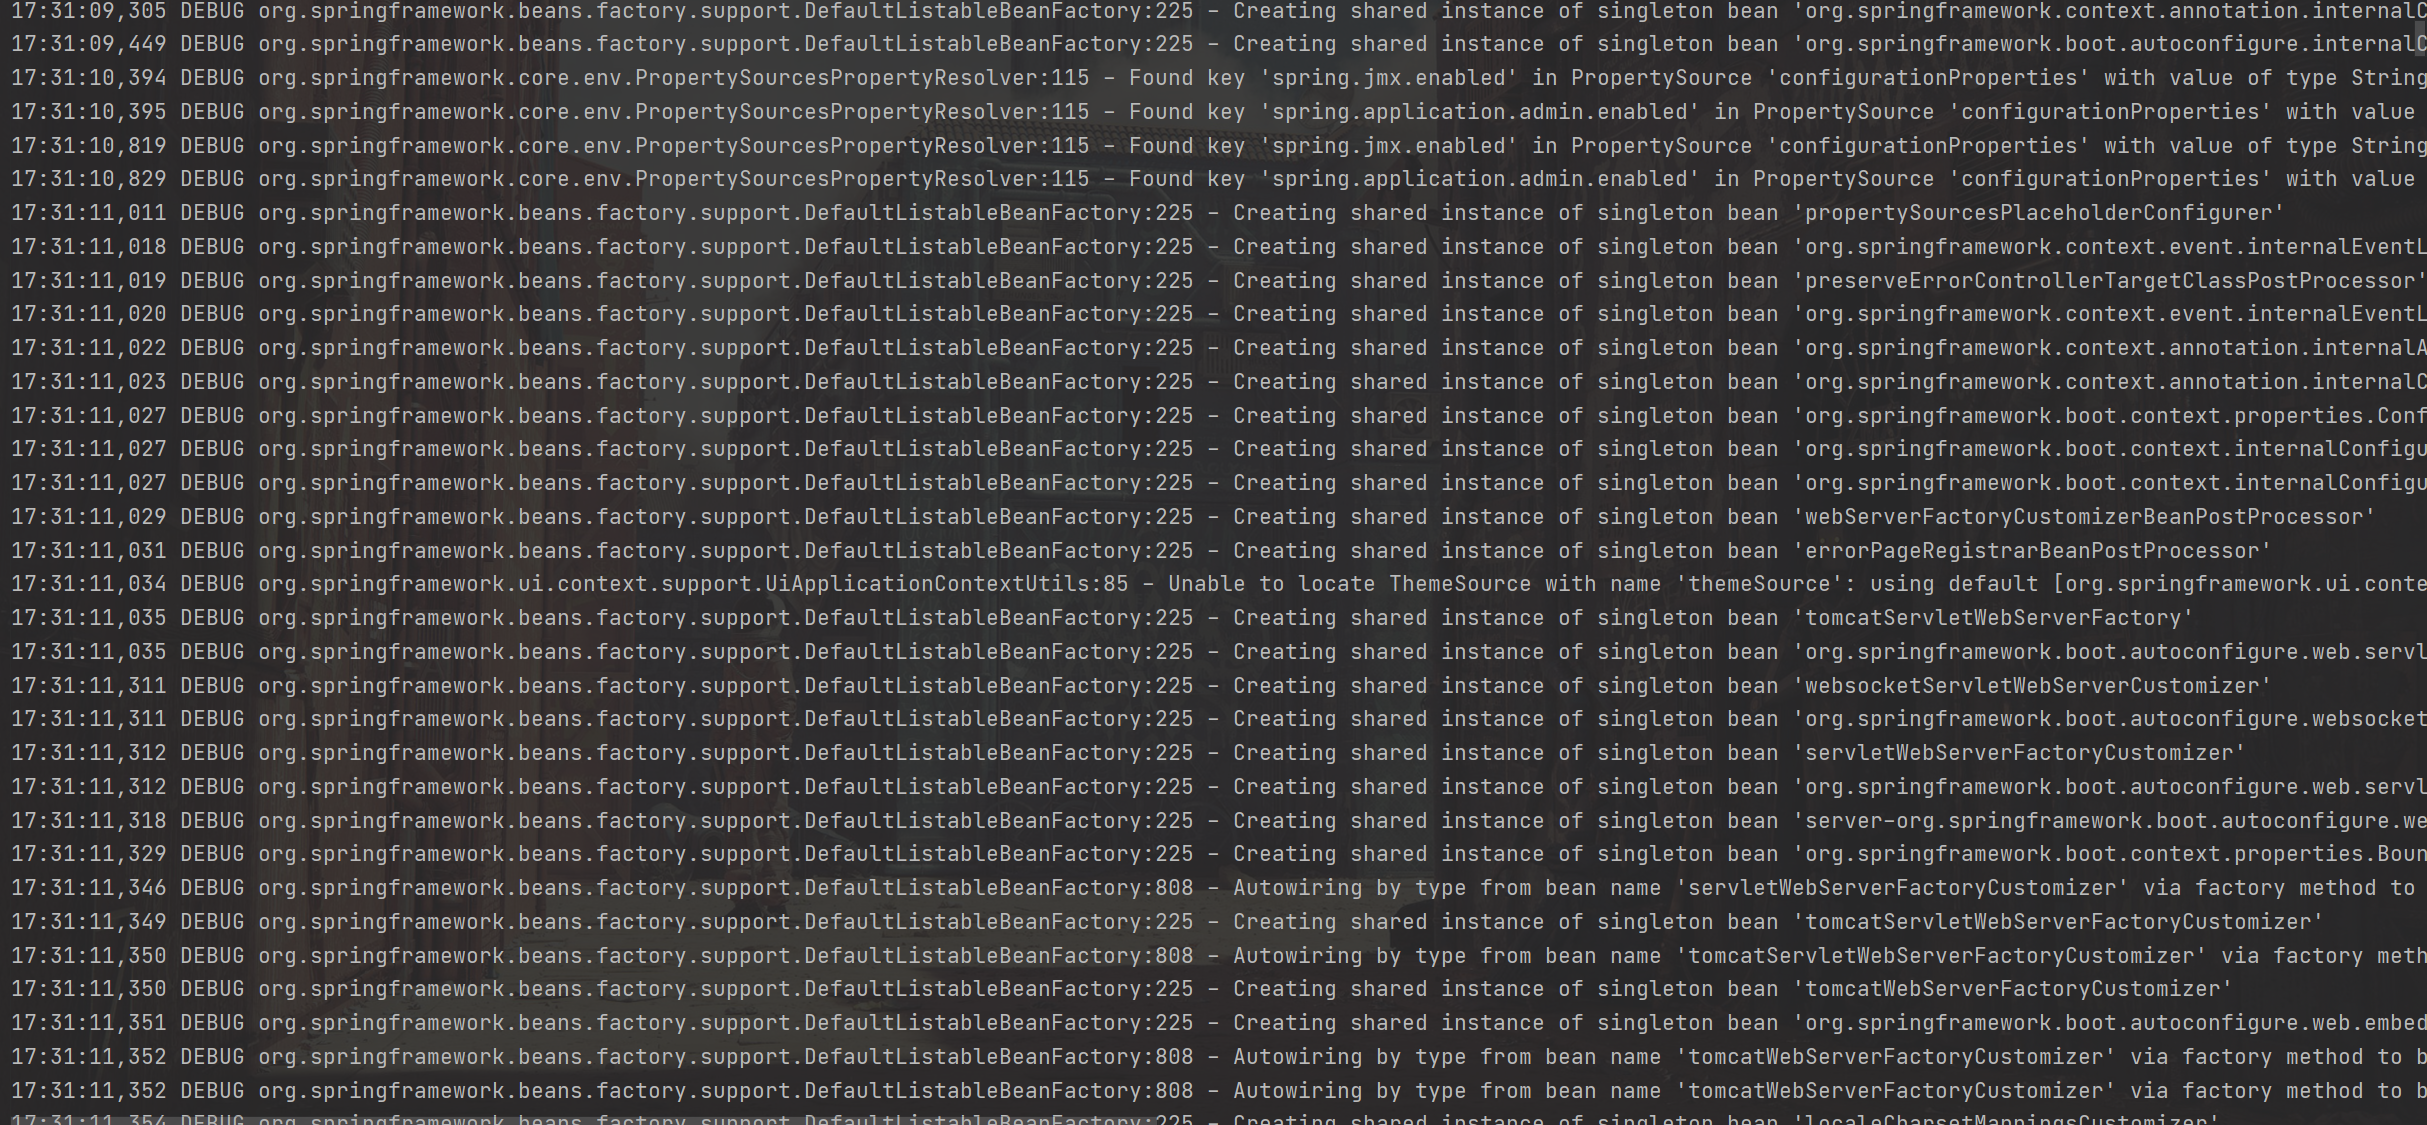 17:31:09,305 DEBUG org.springframework.beans.factory.support.DefaultListableBeanFactory:225 - Creating shared instance of singleton bean 'org.springframework.context.annotation.internalC
17:31:09,449 DEBUG org.springframework.beans.factory.support.DefaultListableBeanFactory:225 - Creating shared instance of singleton bean 'org.springframework.boot.autoconfigure.internalC
17:31:10,394 DEBUG org.springframework.core.env.PropertySourcesPropertyResolver:115 - Found key 'spring.jmx.enabled' in PropertySource 'configurationProperties' with value of type String
17:31:10,395 DEBUG org.springframework.core.env.PropertySourcesPropertyResolver:115 - Found key 'spring.application.admin.enabled' in PropertySource 'configurationProperties' with value
17:31:10,819 DEBUG org.springframework.core.env.PropertySourcesPropertyResolver:115 - Found key 'spring.jmx.enabled' in PropertySource 'configurationProperties' with value of type String
17:31:10,829 DEBUG org.springframework.core.env.PropertySourcesPropertyResolver:115 - Found key 'spring.application.admin.enabled' in PropertySource 'configurationProperties' with value
17:31:11,011 DEBUG org.springframework.beans.factory.support.DefaultListableBeanFactory:225 - Creating shared instance of singleton bean 'propertySourcesPlaceholderConfigurer'
17:31:11,018 DEBUG org.springframework.beans.factory.support.DefaultListableBeanFactory:225 - Creating shared instance of singleton bean 'org.springframework.context.event.internalEventL
17:31:11,019 DEBUG org.springframework.beans.factory.support.DefaultListableBeanFactory:225 - Creating shared instance of singleton bean 'preserveErrorControllerTargetClassPostProcessor'
17:31:11,020 DEBUG org.springframework.beans.factory.support.DefaultListableBeanFactory:225 - Creating shared instance of singleton bean 'org.springframework.context.event.internalEventL
17:31:11,022 DEBUG org.springframework.beans.factory.support.DefaultListableBeanFactory:225 - Creating shared instance of singleton bean 'org.springframework.context.annotation.internalA
17:31:11,023 DEBUG org.springframework.beans.factory.support.DefaultListableBeanFactory:225 - Creating shared instance of singleton bean 'org.springframework.context.annotation.internalC
17:31:11,027 DEBUG org.springframework.beans.factory.support.DefaultListableBeanFactory:225 - Creating shared instance of singleton bean 'org.springframework.boot.context.properties.Conf
17:31:11,027 DEBUG org.springframework.beans.factory.support.DefaultListableBeanFactory:225 - Creating shared instance of singleton bean 'org.springframework.boot.context.internalConfigu
17:31:11,027 DEBUG org.springframework.beans.factory.support.DefaultListableBeanFactory:225 - Creating shared instance of singleton bean 'org.springframework.boot.context.internalConfigu
17:31:11,029 DEBUG org.springframework.beans.factory.support.DefaultListableBeanFactory:225 - Creating shared instance of singleton bean 'webServerFactoryCustomizerBeanPostProcessor'
17:31:11,031 DEBUG org.springframework.beans.factory.support.DefaultListableBeanFactory:225 - Creating shared instance of singleton bean 'errorPageRegistrarBeanPostProcessor'
17:31:11,034 DEBUG org.springframework.ui.context.support.UiApplicationContextUtils:85 - Unable to locate ThemeSource with name 'themeSource': using default [org.springframework.ui.conte
17:31:11,035 DEBUG org.springframework.beans.factory.support.DefaultListableBeanFactory:225 - Creating shared instance of singleton bean 'tomcatServletWebServerFactory'
17:31:11,035 DEBUG org.springframework.beans.factory.support.DefaultListableBeanFactory:225 - Creating shared instance of singleton bean 'org.springframework.boot.autoconfigure.web.servl
17:31:11,311 DEBUG org.springframework.beans.factory.support.DefaultListableBeanFactory:225 - Creating shared instance of singleton bean 'websocketServletWebServerCustomizer'
17:31:11,311 DEBUG org.springframework.beans.factory.support.DefaultListableBeanFactory:225 - Creating shared instance of singleton bean 'org.springframework.boot.autoconfigure.websocket
17:31:11,312 DEBUG org.springframework.beans.factory.support.DefaultListableBeanFactory:225 - Creating shared instance of singleton bean 'servletWebServerFactoryCustomizer'
17:31:11,312 DEBUG org.springframework.beans.factory.support.DefaultListableBeanFactory:225 - Creating shared instance of singleton bean 'org.springframework.boot.autoconfigure.web.servl
17:31:11,318 DEBUG org.springframework.beans.factory.support.DefaultListableBeanFactory:225 - Creating shared instance of singleton bean 'server-org.springframework.boot.autoconfigure.we
17:31:11,329 DEBUG org.springframework.beans.factory.support.DefaultListableBeanFactory:225 - Creating shared instance of singleton bean 'org.springframework.boot.context.properties.Boun
17:31:11,346 DEBUG org.springframework.beans.factory.support.DefaultListableBeanFactory:808 - Autowiring by type from bean name 'servletWebServerFactoryCustomizer' via factory method to
17:31:11,349 DEBUG org.springframework.beans.factory.support.DefaultListableBeanFactory:225 - Creating shared instance of singleton bean 'tomcatServletWebServerFactoryCustomizer'
17:31:11,350 DEBUG org.springframework.beans.factory.support.DefaultListableBeanFactory:808 - Autowiring by type from bean name 'tomcatServletWebServerFactoryCustomizer' via factory meth
17:31:11,350 DEBUG org.springframework.beans.factory.support.DefaultListableBeanFactory:225 - Creating shared instance of singleton bean 'tomcatWebServerFactoryCustomizer'
17:31:11,351 DEBUG org.springframework.beans.factory.support.DefaultListableBeanFactory:225 - Creating shared instance of singleton bean 'org.springframework.boot.autoconfigure.web.embed
17:31:11,352 DEBUG org.springframework.beans.factory.support.DefaultListableBeanFactory:808 - Autowiring by type from bean name 'tomcatWebServerFactoryCustomizer' via factory method to b
17:31:11,352 DEBUG org.springframework.beans.factory.support.DefaultListableBeanFactory:808 - Autowiring by type from bean name 'tomcatWebServerFactoryCustomizer' via factory method to b
17:31:11,354 DEBUG org.springframework.beans.factory.support.DefaultListableBeanFactory:225 - Creating shared instance of singleton bean 'localeCharsetMappingsCustomizer'